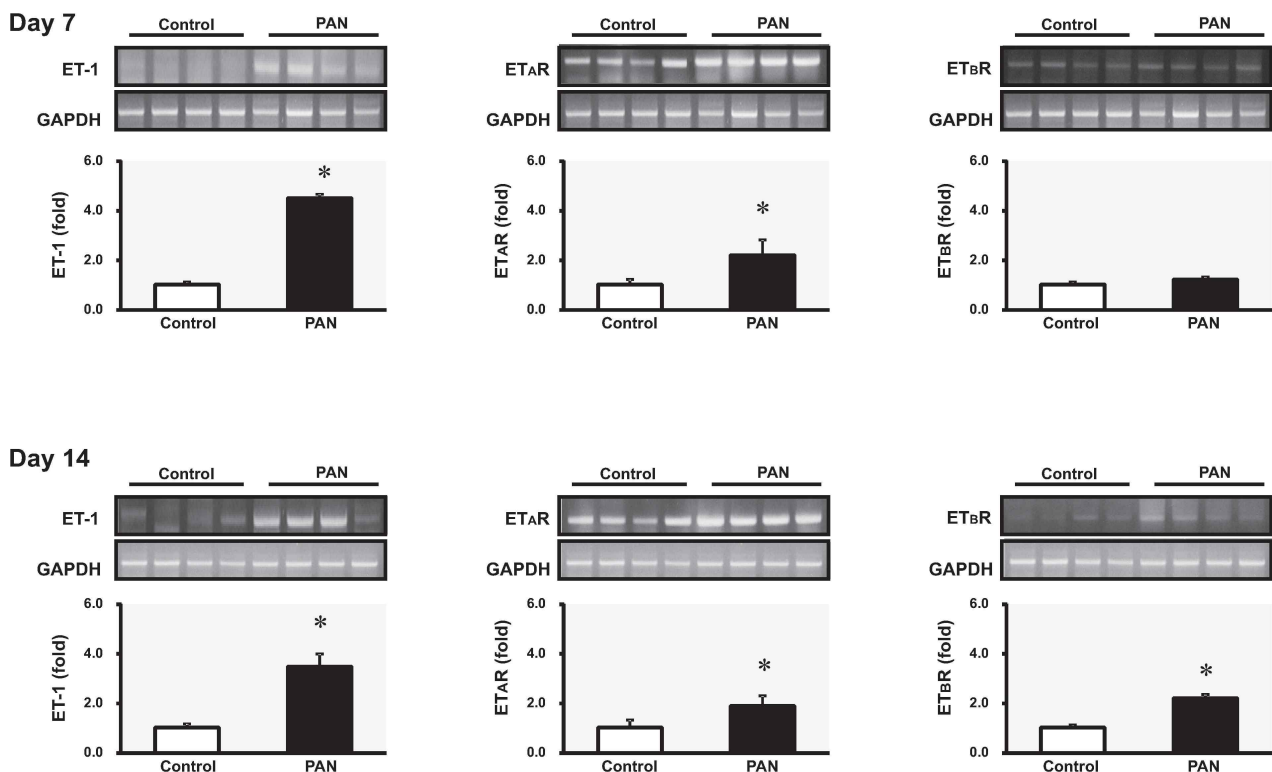 Day 7
Control PAN
ET-1
GAPDH
6.0
4.0
2.0
0.0
ET-1 (fold)
*
Control PAN
Control PAN
ETAR
GAPDH
6.0
4.0
2.0
0.0
ETAR (fold)
*
Control PAN
Control PAN
ETBR
GAPDH
6.0
4.0
2.0
0.0
ETBR (fold)
Control PAN
Day 14
Control PAN
ET-1
GAPDH
6.0
4.0
2.0
0.0
ET-1 (fold)
*
Control PAN
Control PAN
ETAR
GAPDH
6.0
4.0
2.0
0.0
ETAR (fold)
*
Control PAN
Control PAN
ETBR
GAPDH
6.0
4.0
2.0
0.0
ETBR (fold)
*
Control PAN